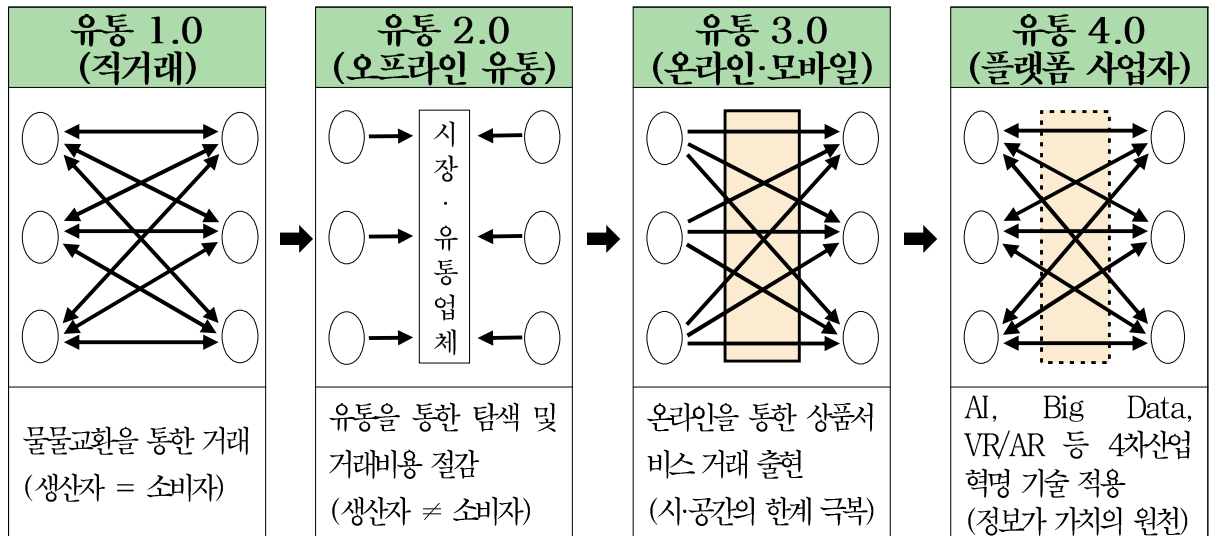 유통 1.0
(직거래)
유통 2.0
(오프라인 유통)
유통 3.0
(온라인·모바일)
유통 4.0
(플랫폼 사업자)
시
장
·
유
통
업
체
물물교환을 통한 거래
(생산자 = 소비자)
유통을 통한 탐색 및
거래비용 절감
(생산자 ≠ 소비자)
온라인을 통한 상품서
비스 거래 출현
(시·공간의 한계 극복)
AI, Big Data,
VR/AR 등 4차산업
혁명 기술 적용
(정보가 가치의 원천)